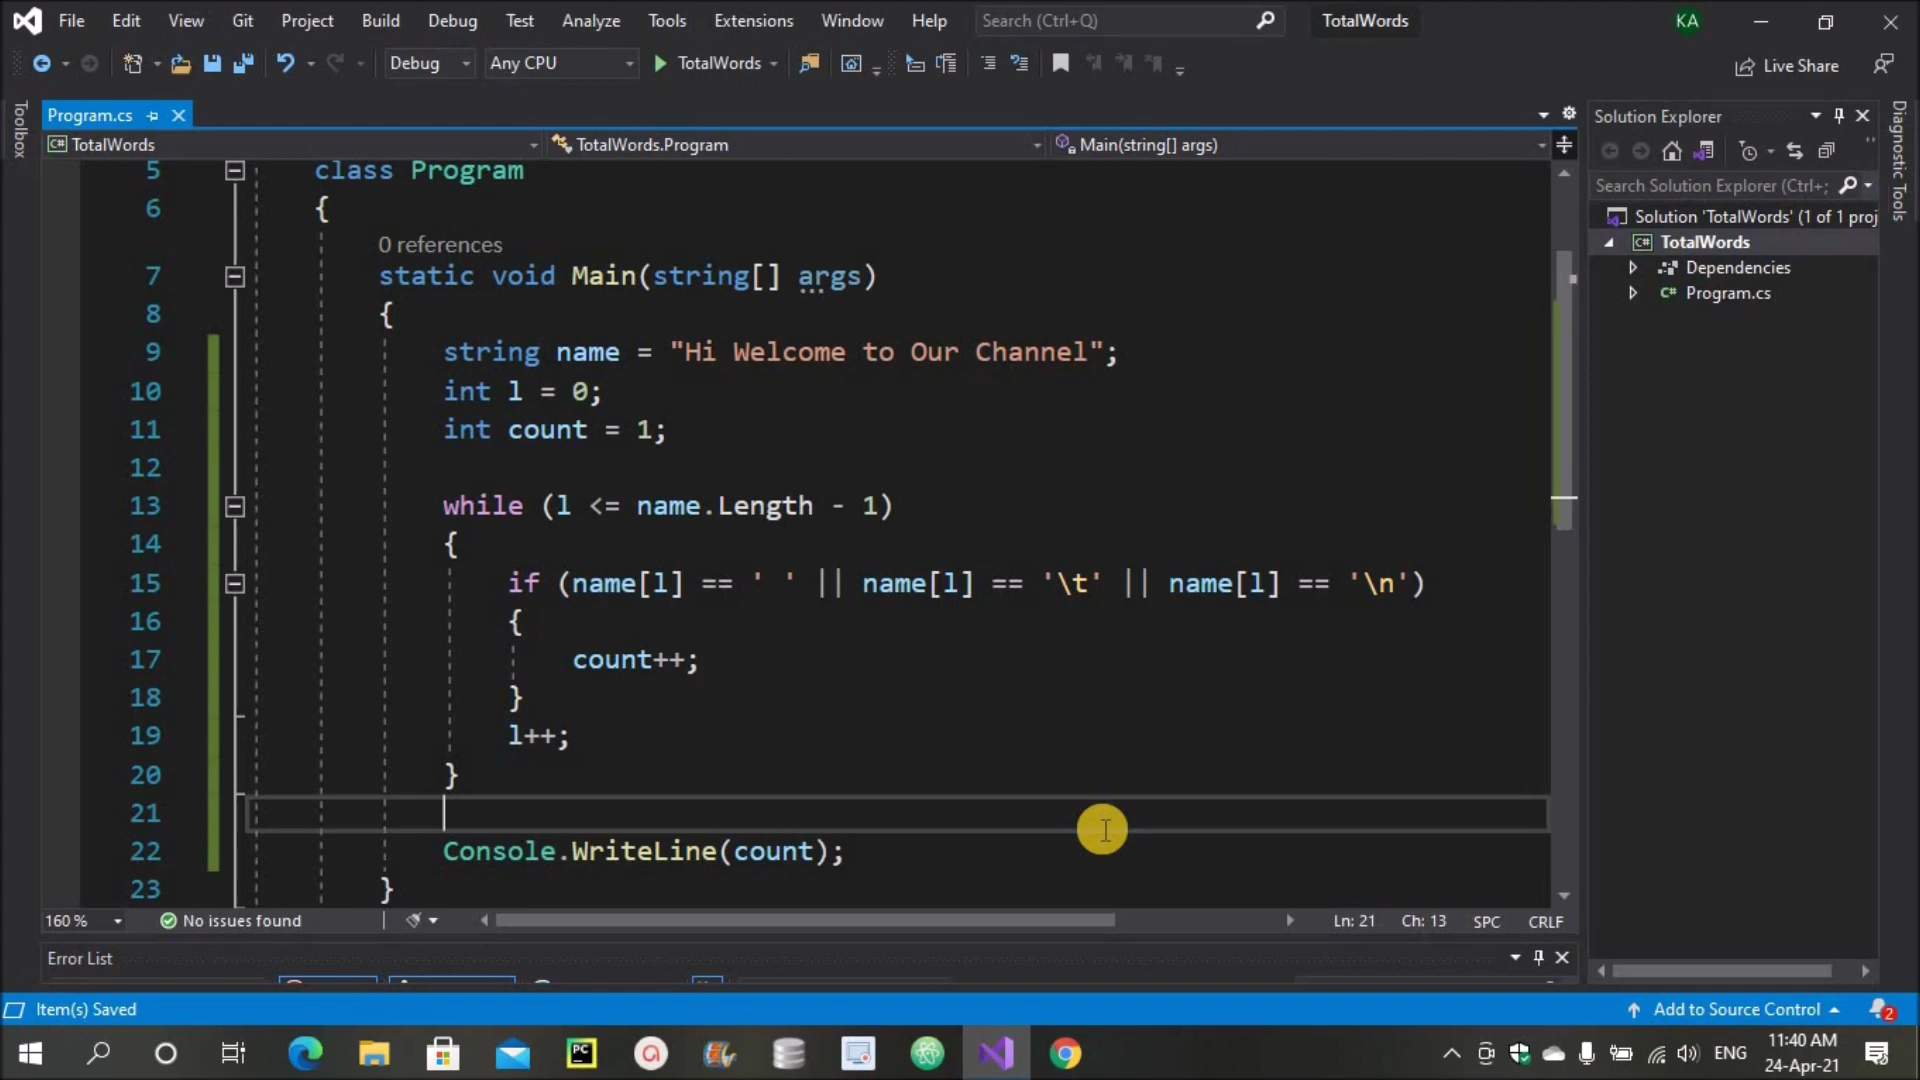 File Edit View Git Project Build Debug Test Analyze Tools Extensions Window Help Search (Ctrl+Q) TotalWords KA
Debug Any CPU TotalWords Live Share
Toolbox
Program.cs
TotalWords TotalWords.Program Main(string[] args)
5 class Program
6 {
0 references
7 static void Main(string[] args)
8 {
9 string name = "Hi Welcome to Our Channel";
10 int l = 0;
11 int count = 1;
12
13 while (l <= name.Length - 1)
14 {
15 if (name[l] == ' ' || name[l] == '\t' || name[l] == '\n')
16 {
17 count++;
18 }
19 l++;
20 }
21
22 Console.WriteLine(count);
23 }
160 % No issues found Ln: 21 Ch: 13 SPC CRLF
Error List
Solution Explorer
Search Solution Explorer (Ctrl+;
Solution 'TotalWords' (1 of 1 proj
C# TotalWords
Dependencies
C# Program.cs
Diagnostic Tools
Item(s) Saved Add to Source Control 2
PC
ENG
11:40 AM
24-Apr-21